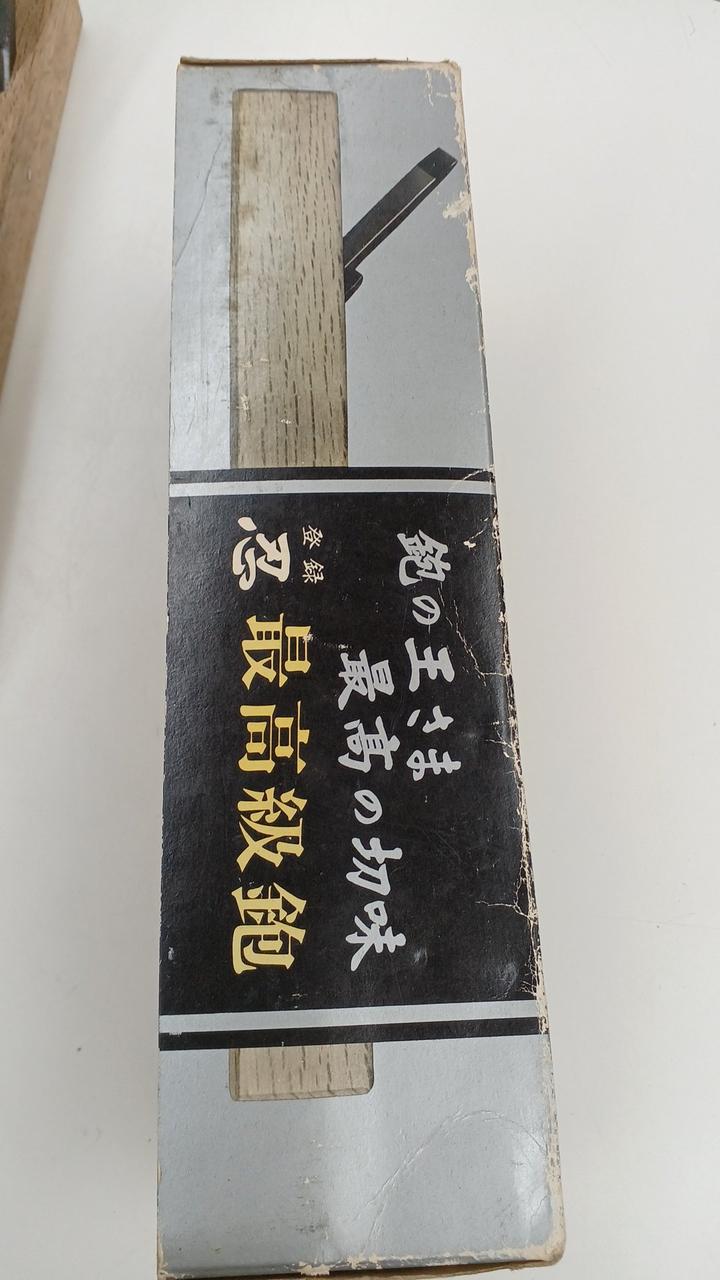 鉋の王さま
最高の切味
登録
忍 最高級鉋